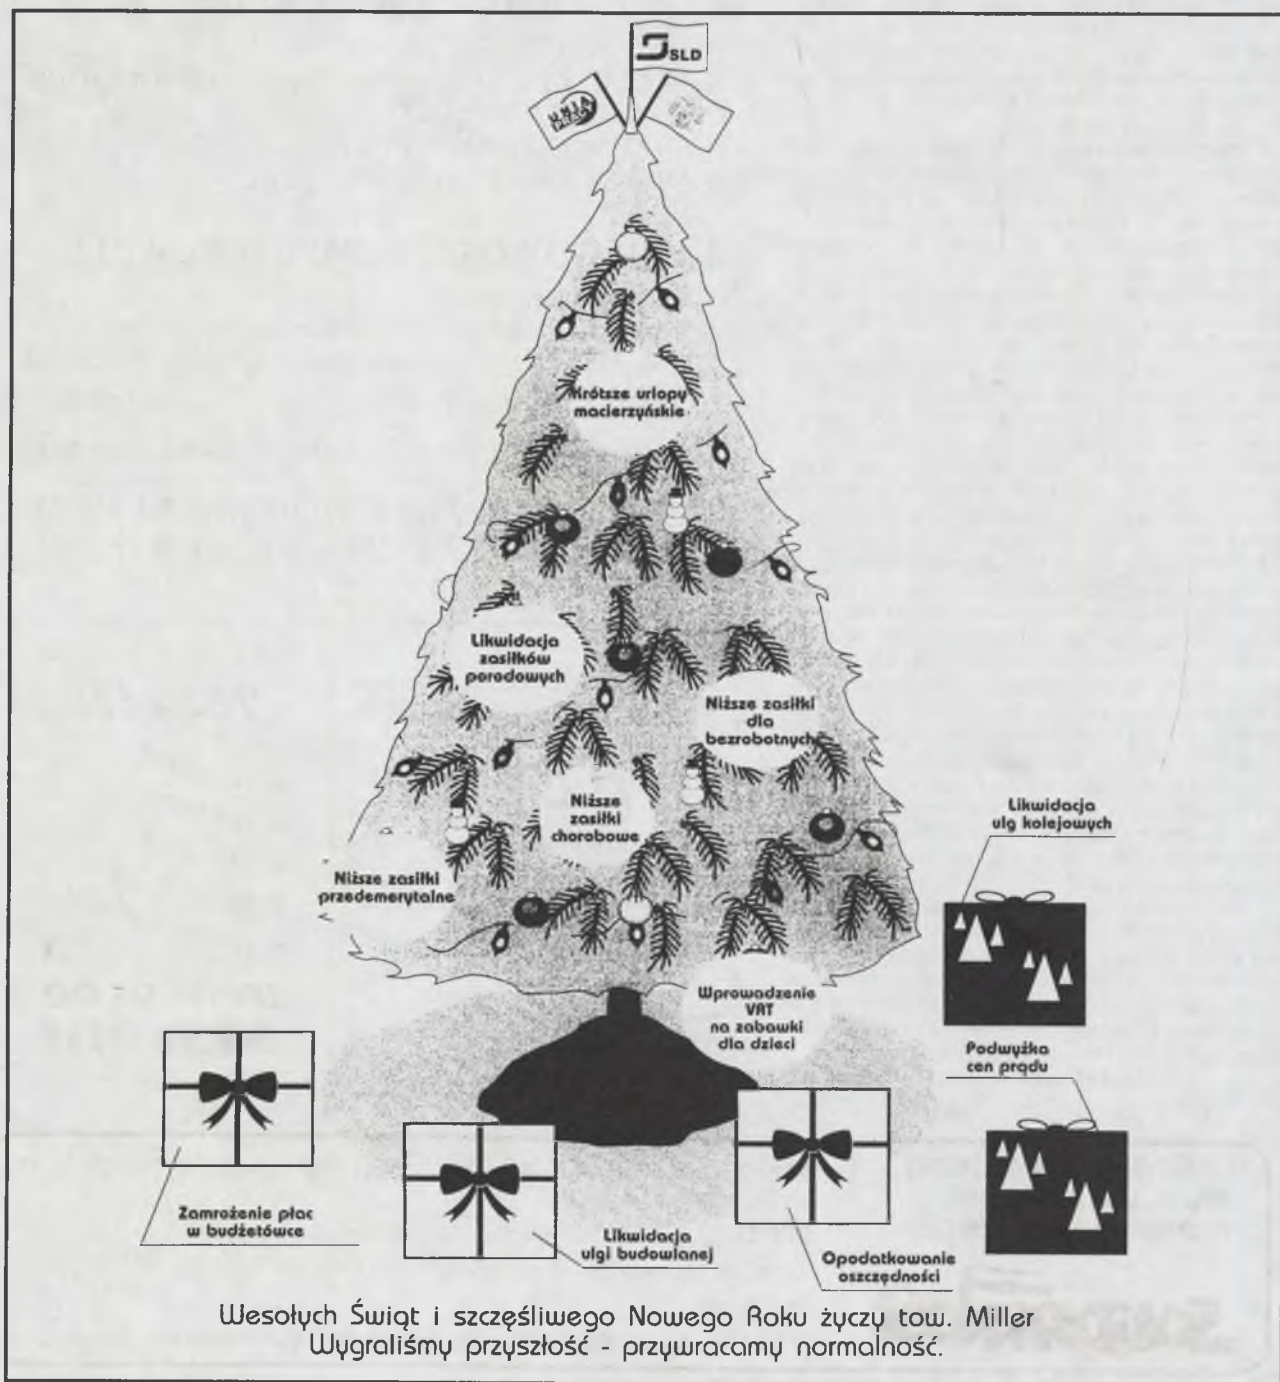 SLD
UNIA
PRACY
Krótsze urlopy
macierzyńskie
Likwidacja
zasiłków
porodowych
Niższe zasiłki
dla
bezrobotnych
Niższe
zasiłki
chorobowe
Niższe zasiłki
przedemerytalne
Likwidacja
ulg kolejowych
Wprowadzenie
VAT
na zabawki
dla dzieci
Podwyżka
cen prądu
Zamrożenie płac
w budżetówce
Likwidacja
ulgi budowlanej
Opodatkowanie
oszczędności
Wesołych Świąt i szczęśliwego Nowego Roku życzy tow. Miller
Wygraliśmy przyszłość - przywracamy normalność.